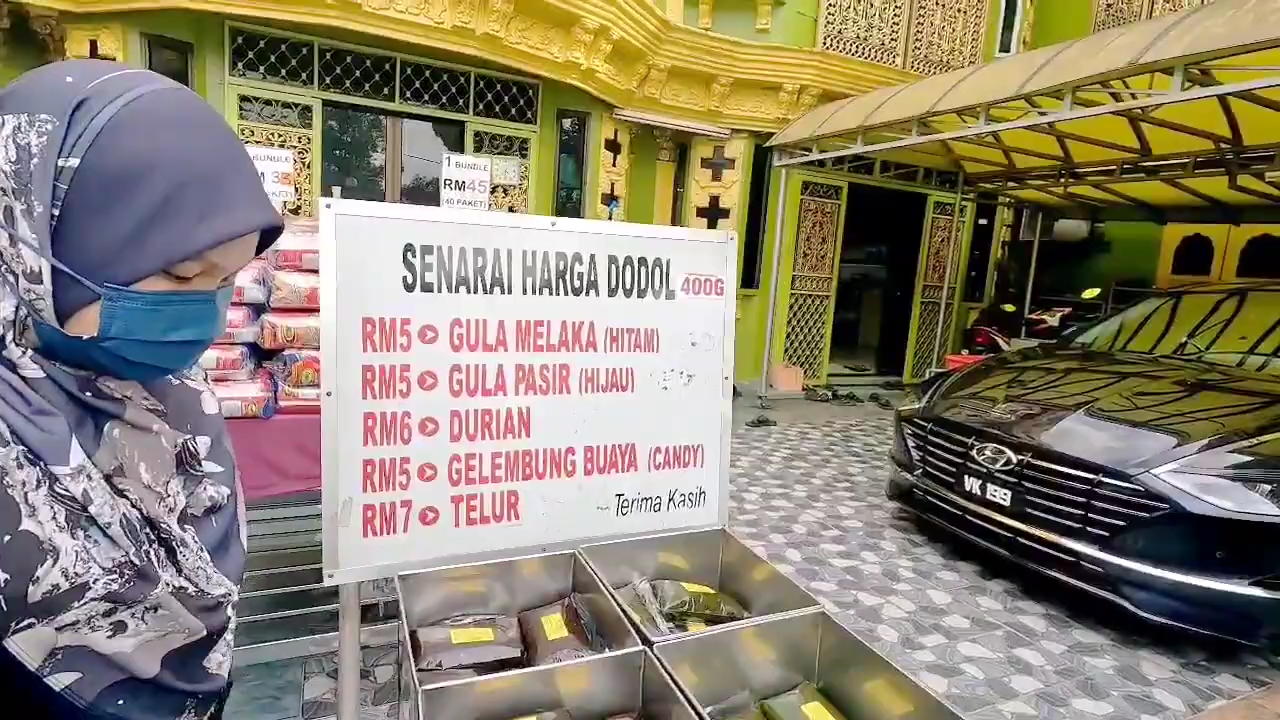 BUNDLE
1 BUNDLE
RM45
(40 PAKET)
SENARAI HARGA DODOL 400G
RM5 GULA MELAKA (HITAM)
RM5 GULA PASIR (HIJAU)
RM6 DURIAN
RM5 GELEMBUNG BUAYA (CANDY)
RM7 TELUR
Terima Kasih
VK 199